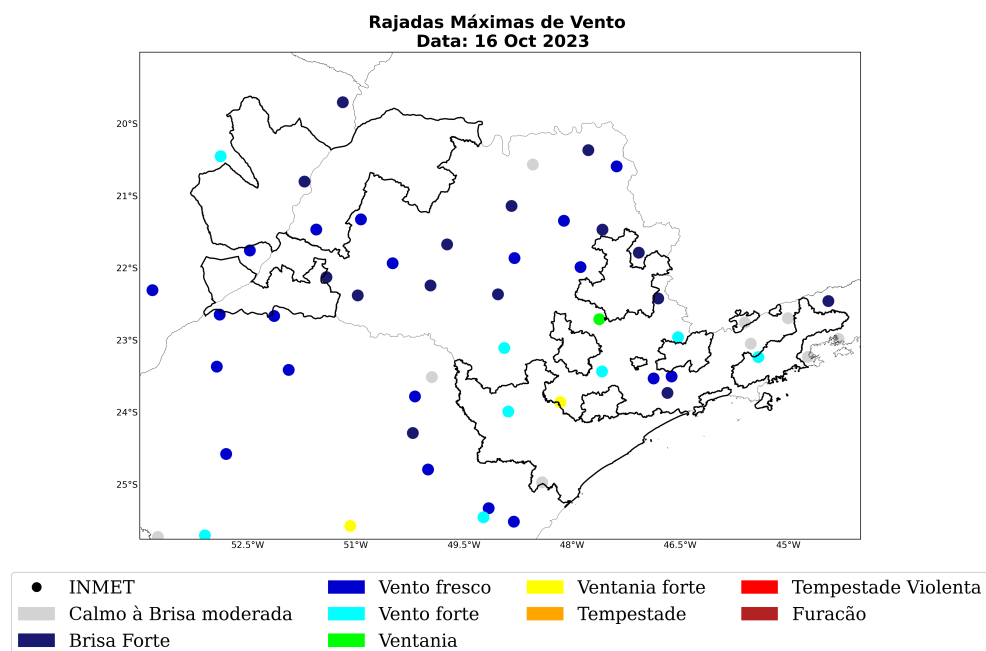 Rajadas Máximas de Vento
Data: 16 Oct 2023
20°S
21°S
22°S
23°S
24°S
25°S
52.5°W 51°W 49.5°W 48°W 46.5°W 45°W
INMET Vento fresco Ventania forte Tempestade Violenta
Calmo à Brisa moderada Vento forte Tempestade Furacão
Brisa Forte Ventania